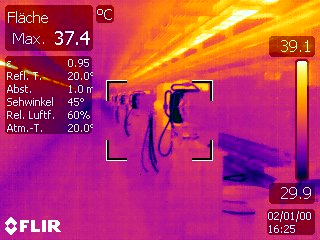 Fläche °C
Max. 37.4
ε 0.95
Refl. T. 20.0°
Abst. 1.0 m
Sehwinkel 45°
Rel. Luftf. 60%
Atm.-T. 20.0°
39.1
29.9
FLIR
02/01/00
16:25